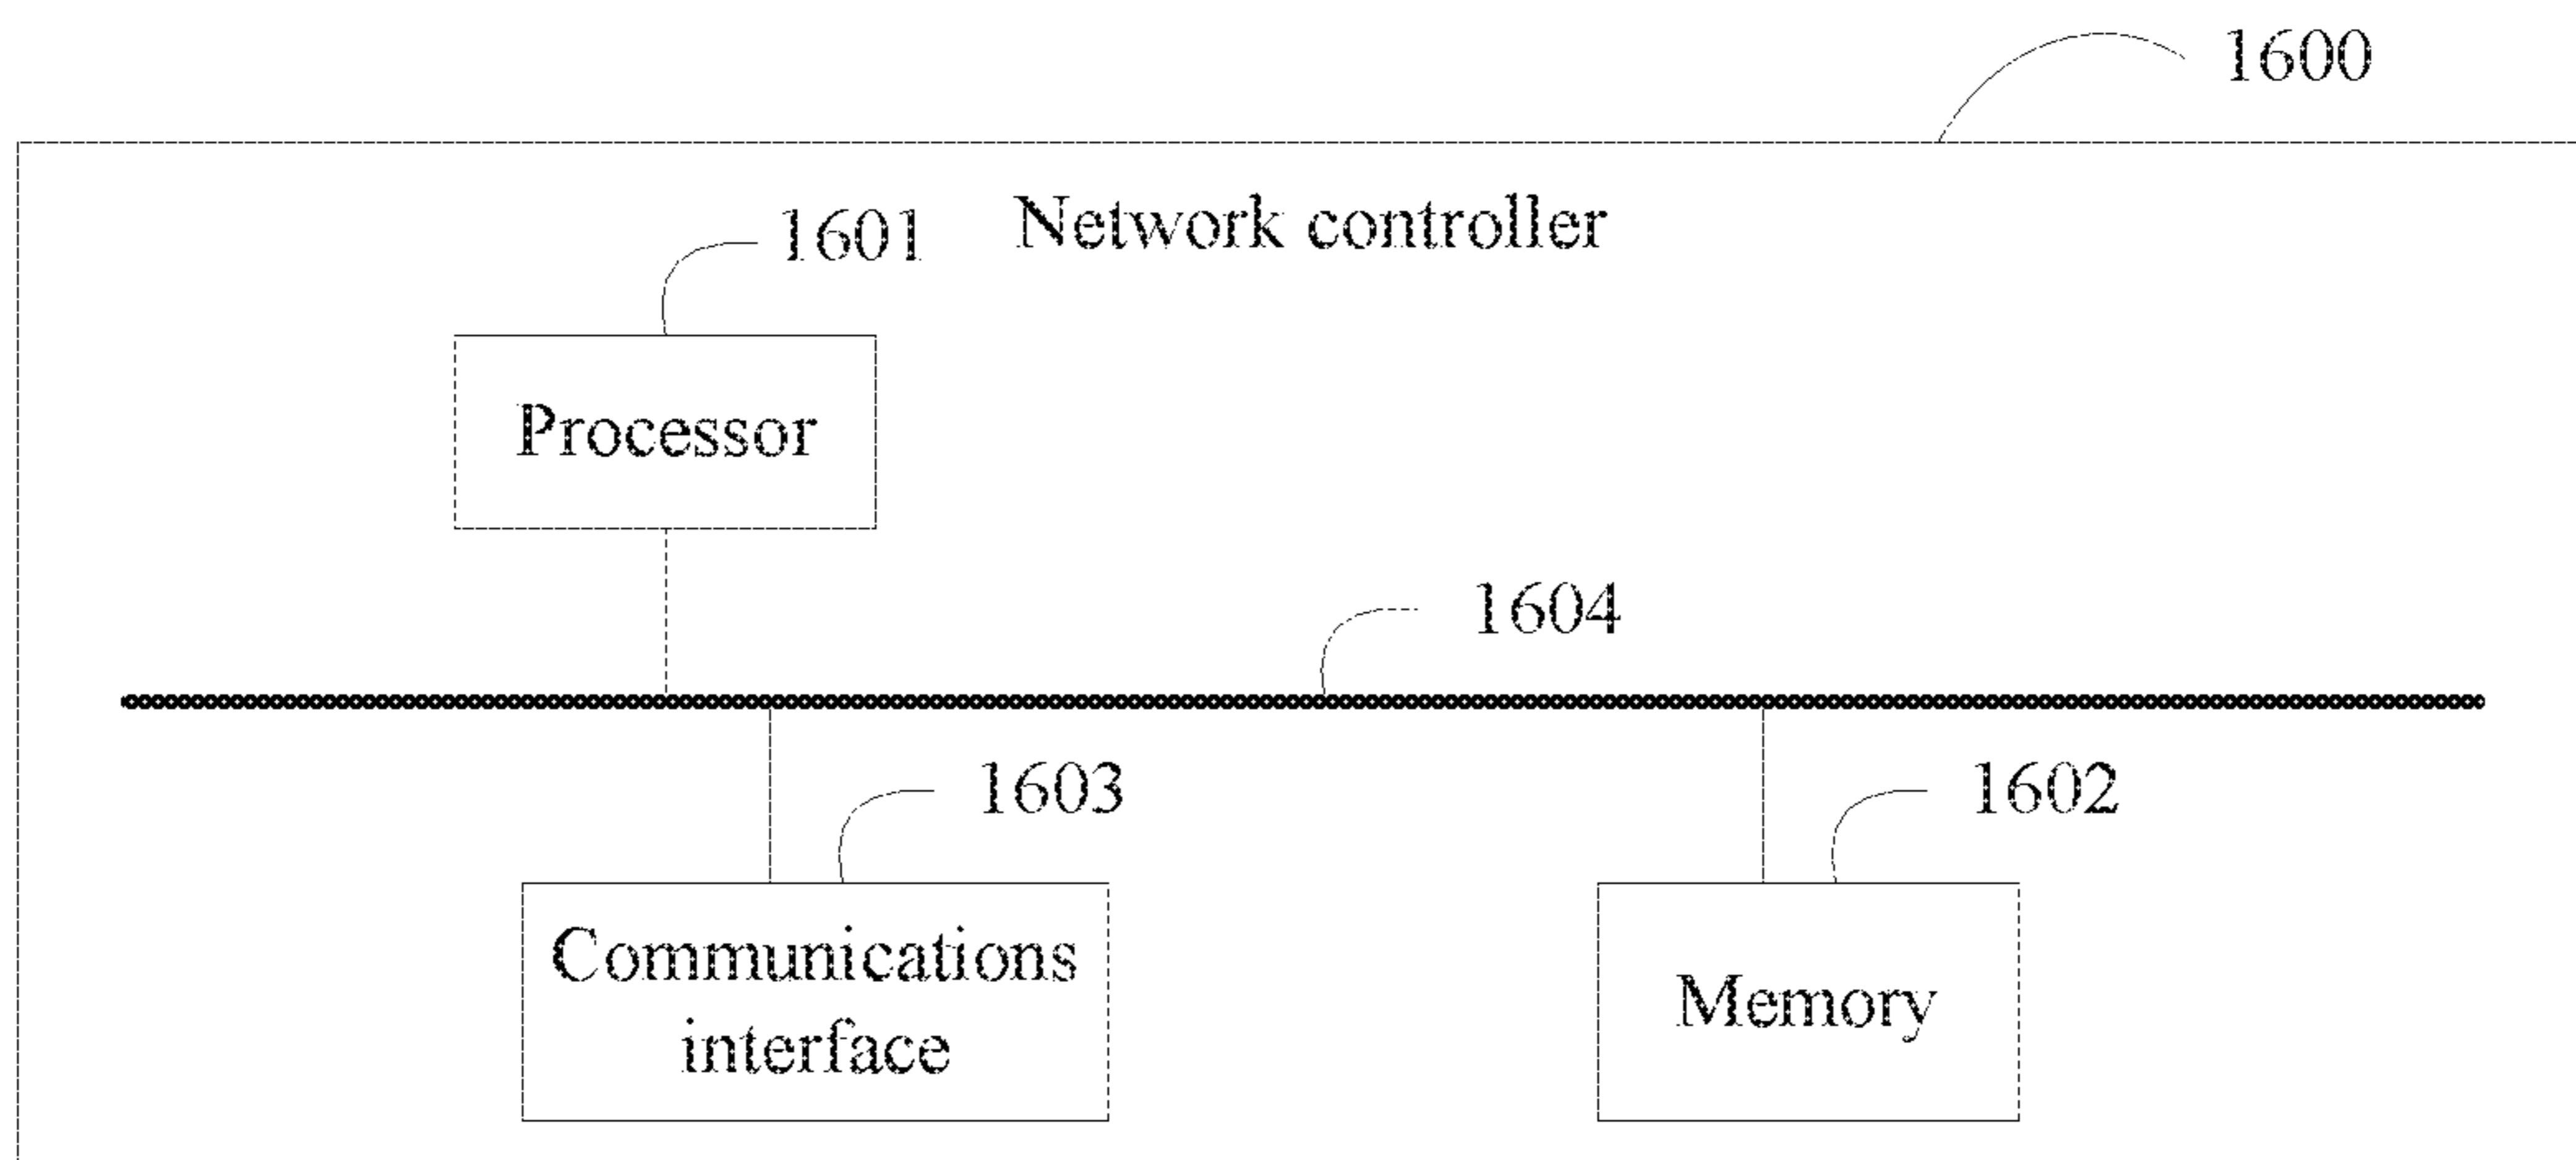 1600
Network controller
1601
Processor
1604
1603
1602
Communications
interface
Memory